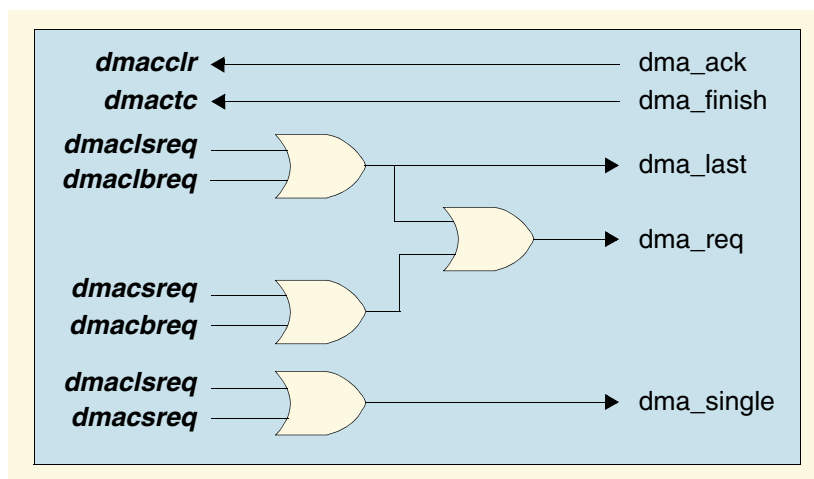 dmacclr dma_ack
dmactc dma_finish
dmaclsreq
dmaclbreq
dma_last
dma_req
dmacsreq
dmacbreq
dmaclsreq
dmacsreq
dma_single